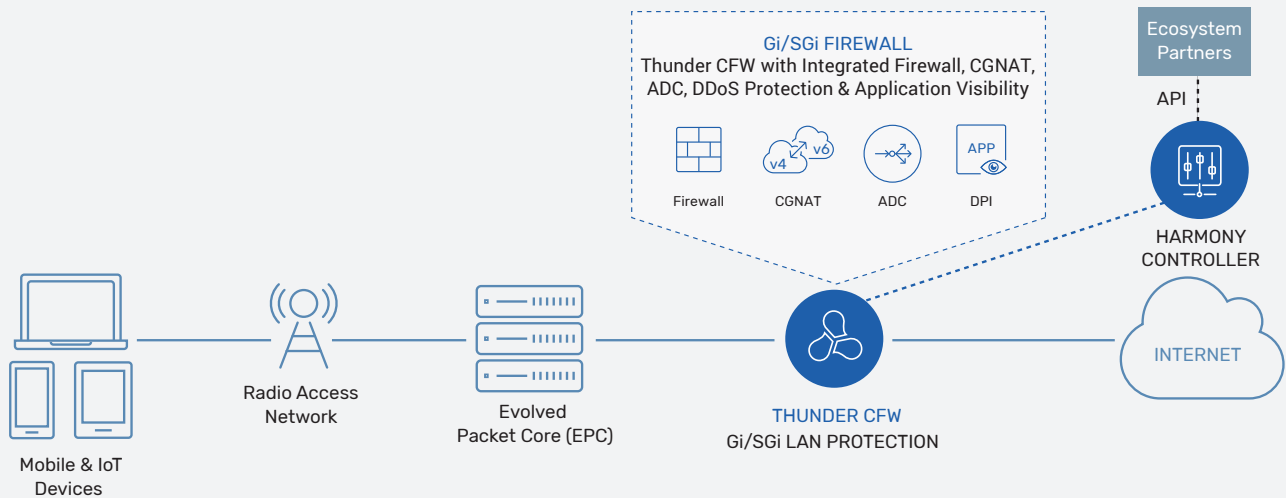 Gi/SGi FIREWALL
Thunder CFW with Integrated Firewall, CGNAT,
ADC, DDoS Protection & Application Visibility
v4
v6
APP
Firewall
CGNAT
ADC
DPI
Ecosystem
Partners
API
HARMONY
CONTROLLER
INTERNET
Mobile & IoT
Devices
Radio Access
Network
Evolved
Packet Core (EPC)
THUNDER CFW
Gi/SGi LAN PROTECTION